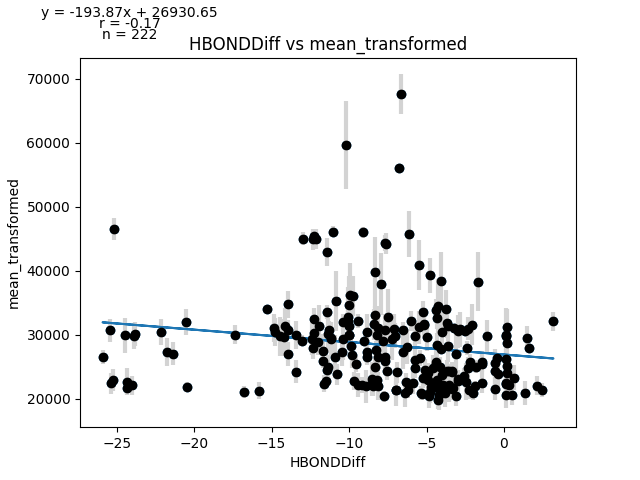 y = -193.87x + 26930.65
r = -0.17
n = 222
HBONDDiff vs mean_transformed
70000
60000
50000
40000
30000
20000
mean_transformed
−25
−20
−15
−10
−5
0
HBONDDiff